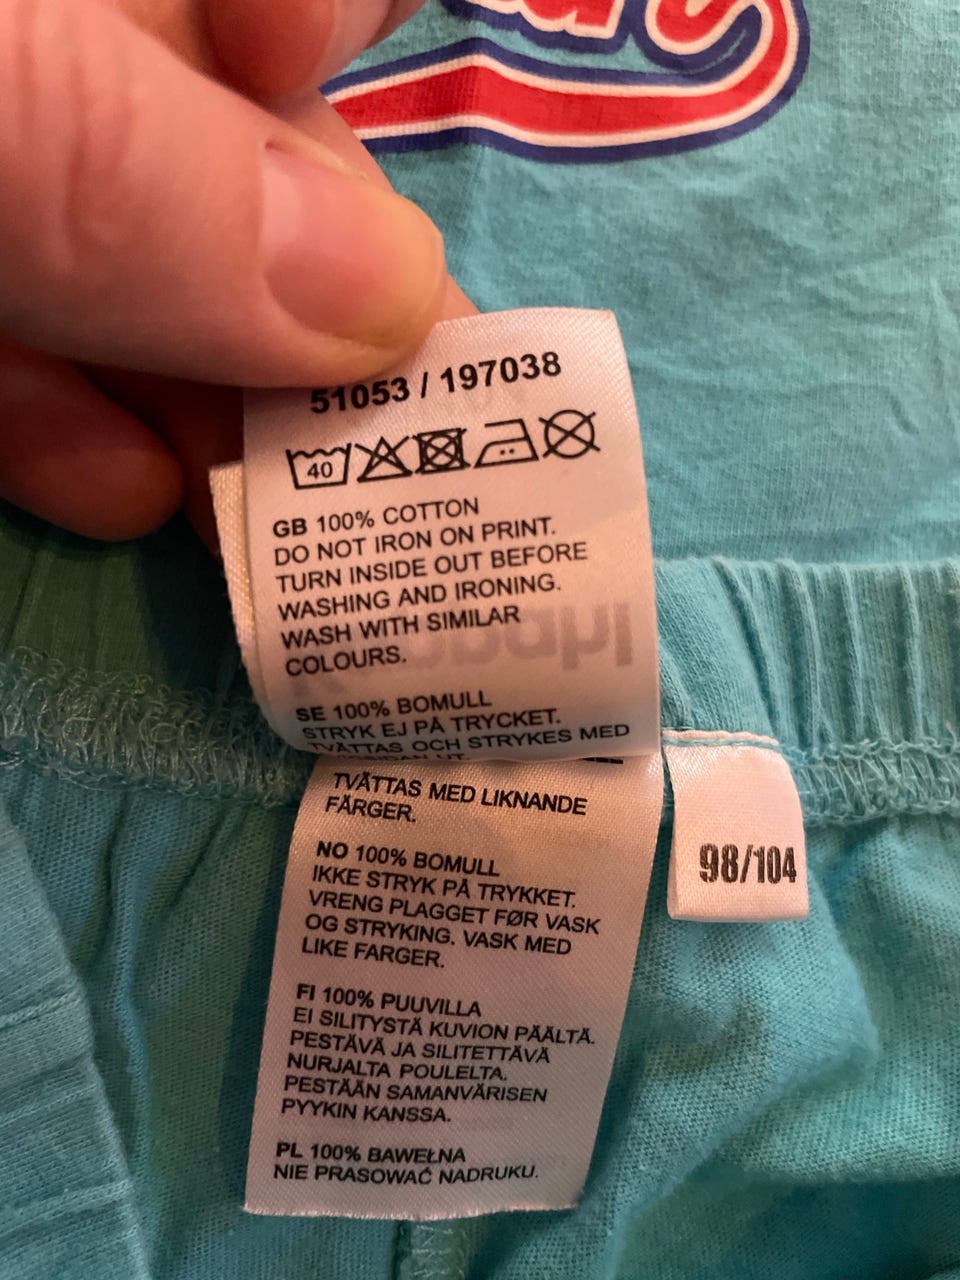 51053 / 197038
40
GB 100% COTTON
DO NOT IRON ON PRINT.
TURN INSIDE OUT BEFORE
WASHING AND IRONING.
WASH WITH SIMILAR
COLOURS.
SE 100% BOMULL
STRYK EJ PÅ TRYCKET.
TVÄTTAS OCH STRYKES MED
UT.
TVÄTTAS MED LIKNANDE
FÄRGER.
NO 100% BOMULL
IKKE STRYK PÅ TRYKKET.
VRENG PLAGGET FØR VASK
OG STRYKING. VASK MED
LIKE FARGER.
FI 100% PUUVILLA
EI SILITYSTÄ KUVION PÄÄLTÄ.
PESTÄVÄ JA SILITETTÄVÄ
NURJALTA POULELTA.
PESTÄÄN SAMANVÄRISEN
PYYKIN KANSSA.
PL 100% BAWEŁNA
NIE PRASOWAĆ NADRUKU.
98/104